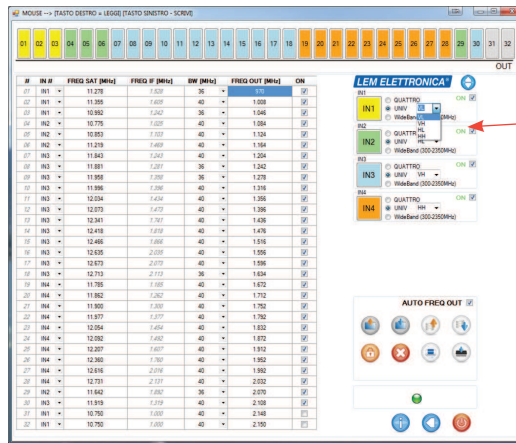 MOUSE --> [TASTO DESTRO = LEGGI] [TASTO SINISTRO - SCRIVI]
01 02 03 04 05 06 07 08 09 10 11 12 13 14 15 16 17 18 19 20 21 22 23 24 25 26 27 28 29 30 31 32
OUT
# IN # FREQ SAT [MHz] FREQ IF [MHz] BW [MHz] FREQ OUT [MHz] ON
01 IN1 11.278 1.528 36 970
02 IN1 11.355 1.605 40 1.008
03 IN1 10.992 1.242 36 1.046
04 IN2 10.775 1.025 40 1.084
05 IN2 10.853 1.103 40 1.124
06 IN2 11.219 1.469 40 1.164
07 IN3 11.843 1.243 40 1.204
08 IN3 11.881 1.281 36 1.242
09 IN3 11.958 1.358 36 1.278
10 IN3 11.996 1.396 40 1.316
11 IN3 12.034 1.434 40 1.356
12 IN3 12.073 1.473 40 1.396
13 IN3 12.341 1.741 40 1.436
14 IN3 12.418 1.818 40 1.476
15 IN3 12.466 1.866 40 1.516
16 IN3 12.635 2.035 40 1.556
17 IN3 12.673 2.073 40 1.596
18 IN3 12.713 2.113 36 1.634
19 IN4 11.785 1.185 40 1.672
20 IN4 11.862 1.262 40 1.712
21 IN4 11.900 1.300 40 1.752
22 IN4 11.977 1.377 40 1.792
23 IN4 12.054 1.454 40 1.832
24 IN4 12.092 1.492 40 1.872
25 IN4 12.207 1.607 40 1.912
26 IN4 12.360 1.760 40 1.952
27 IN4 12.616 2.016 40 1.992
28 IN4 12.731 2.131 40 2.032
29 IN2 11.642 1.892 36 2.070
30 IN3 11.919 1.319 40 2.108
31 IN1 10.750 1.000 40 2.148
32 IN1 10.750 1.000 40 2.150
LEM ELETTRONICA®
IN1
IN1
QUATTRO
UNIV VL
WideBand
ON
VL
VH
HL
HH
IN2
IN2
QUATTR
UNIV HL
WideBand (300-2350MHz)
ON
IN3
IN3
QUATTRO
UNIV VH
WideBand (300-2350MHz)
ON
IN4
IN4
QUATTRO
UNIV HH
WideBand (300-2350MHz)
ON
AUTO FREQ OUT